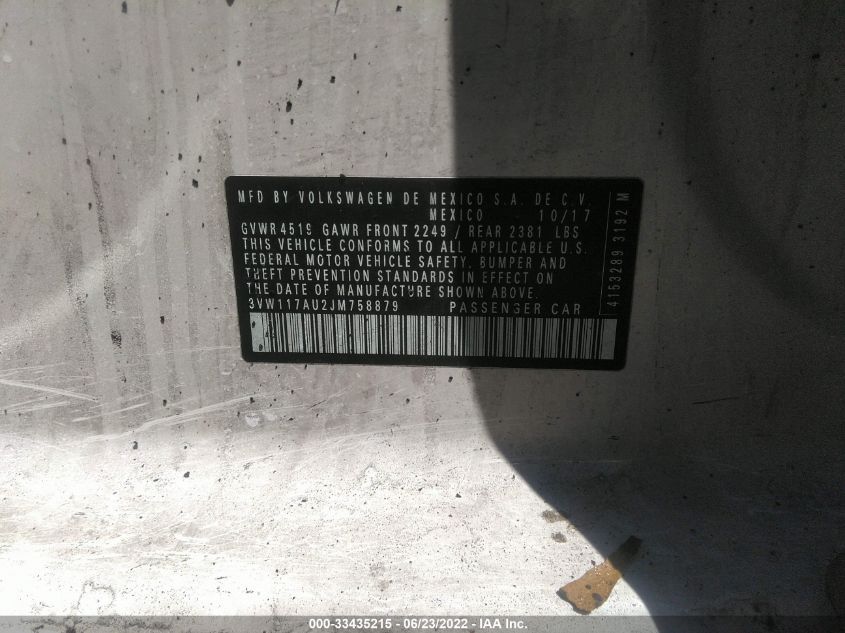 MFD BY VOLKSWAGEN DE MEXICO S.A. DE C.V.
MEXICO 10/17
GVWR 4519 GAWR FRONT 2249 / REAR 2381 LBS
THIS VEHICLE CONFORMS TO ALL APPLICABLE U.S.
FEDERAL MOTOR VEHICLE SAFETY, BUMPER AND
THEFT PREVENTION STANDARDS IN EFFECT ON
THE DATE OF MANUFACTURE SHOWN ABOVE.
3VW117AU2JM758879 PASSENGER CAR
4153289 3192 M
000-33435215 - 06/23/2022 - IAA Inc.